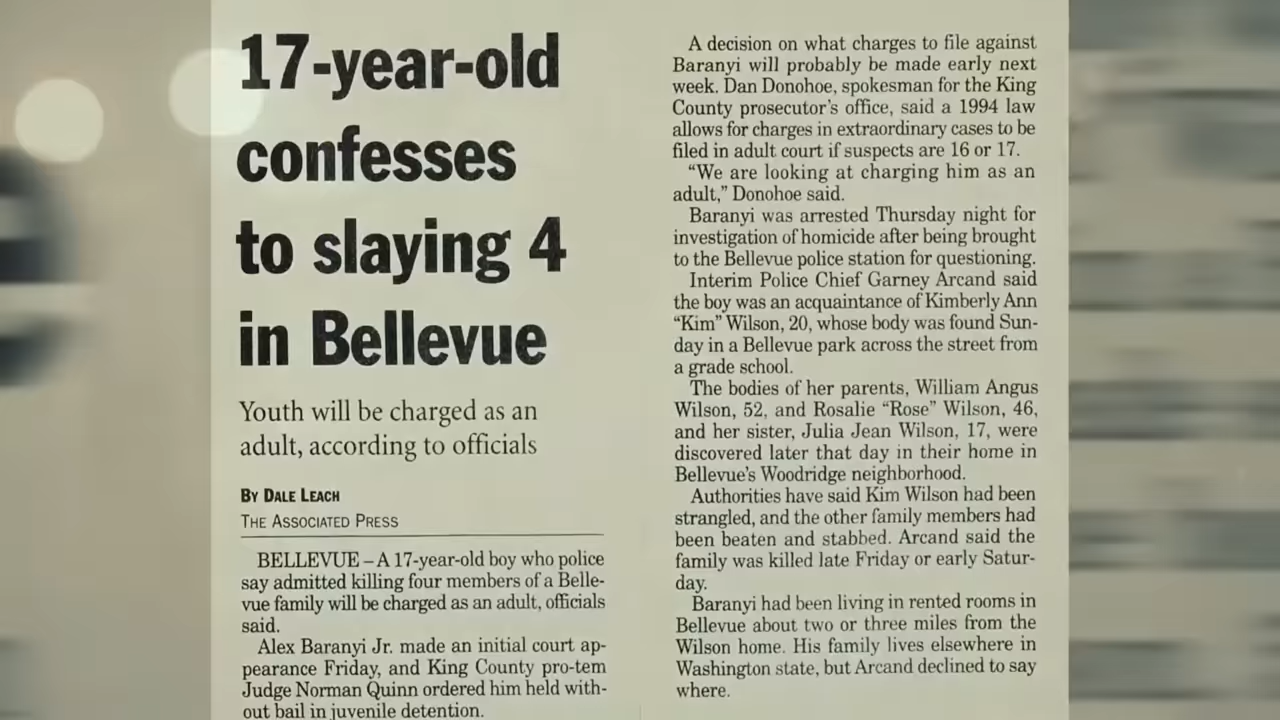 17-year-old
confesses
to slaying 4
in Bellevue
Youth will be charged as an
adult, according to officials
BY DALE LEACH
THE ASSOCIATED PRESS
BELLEVUE – A 17-year-old boy who police
say admitted killing four members of a Belle-
vue family will be charged as an adult, officials
said.
Alex Baranyi Jr. made an initial court ap-
pearance Friday, and King County pro-tem
Judge Norman Quinn ordered him held with-
out bail in juvenile detention.
A decision on what charges to file against
Baranyi will probably be made early next
week. Dan Donohoe, spokesman for the King
County prosecutor's office, said a 1994 law
allows for charges in extraordinary cases to be
filed in adult court if suspects are 16 or 17.
"We are looking at charging him as an
adult," Donohoe said.
Baranyi was arrested Thursday night for
investigation of homicide after being brought
to the Bellevue police station for questioning.
Interim Police Chief Garney Arcand said
the boy was an acquaintance of Kimberly Ann
"Kim" Wilson, 20, whose body was found Sun-
day in a Bellevue park across the street from
a grade school.
The bodies of her parents, William Angus
Wilson, 52, and Rosalie "Rose" Wilson, 46,
and her sister, Julia Jean Wilson, 17, were
discovered later that day in their home in
Bellevue's Woodridge neighborhood.
Authorities have said Kim Wilson had been
strangled, and the other family members had
been beaten and stabbed. Arcand said the
family was killed late Friday or early Satur-
day.
Baranyi had been living in rented rooms in
Bellevue about two or three miles from the
Wilson home. His family lives elsewhere in
Washington state, but Arcand declined to say
where.